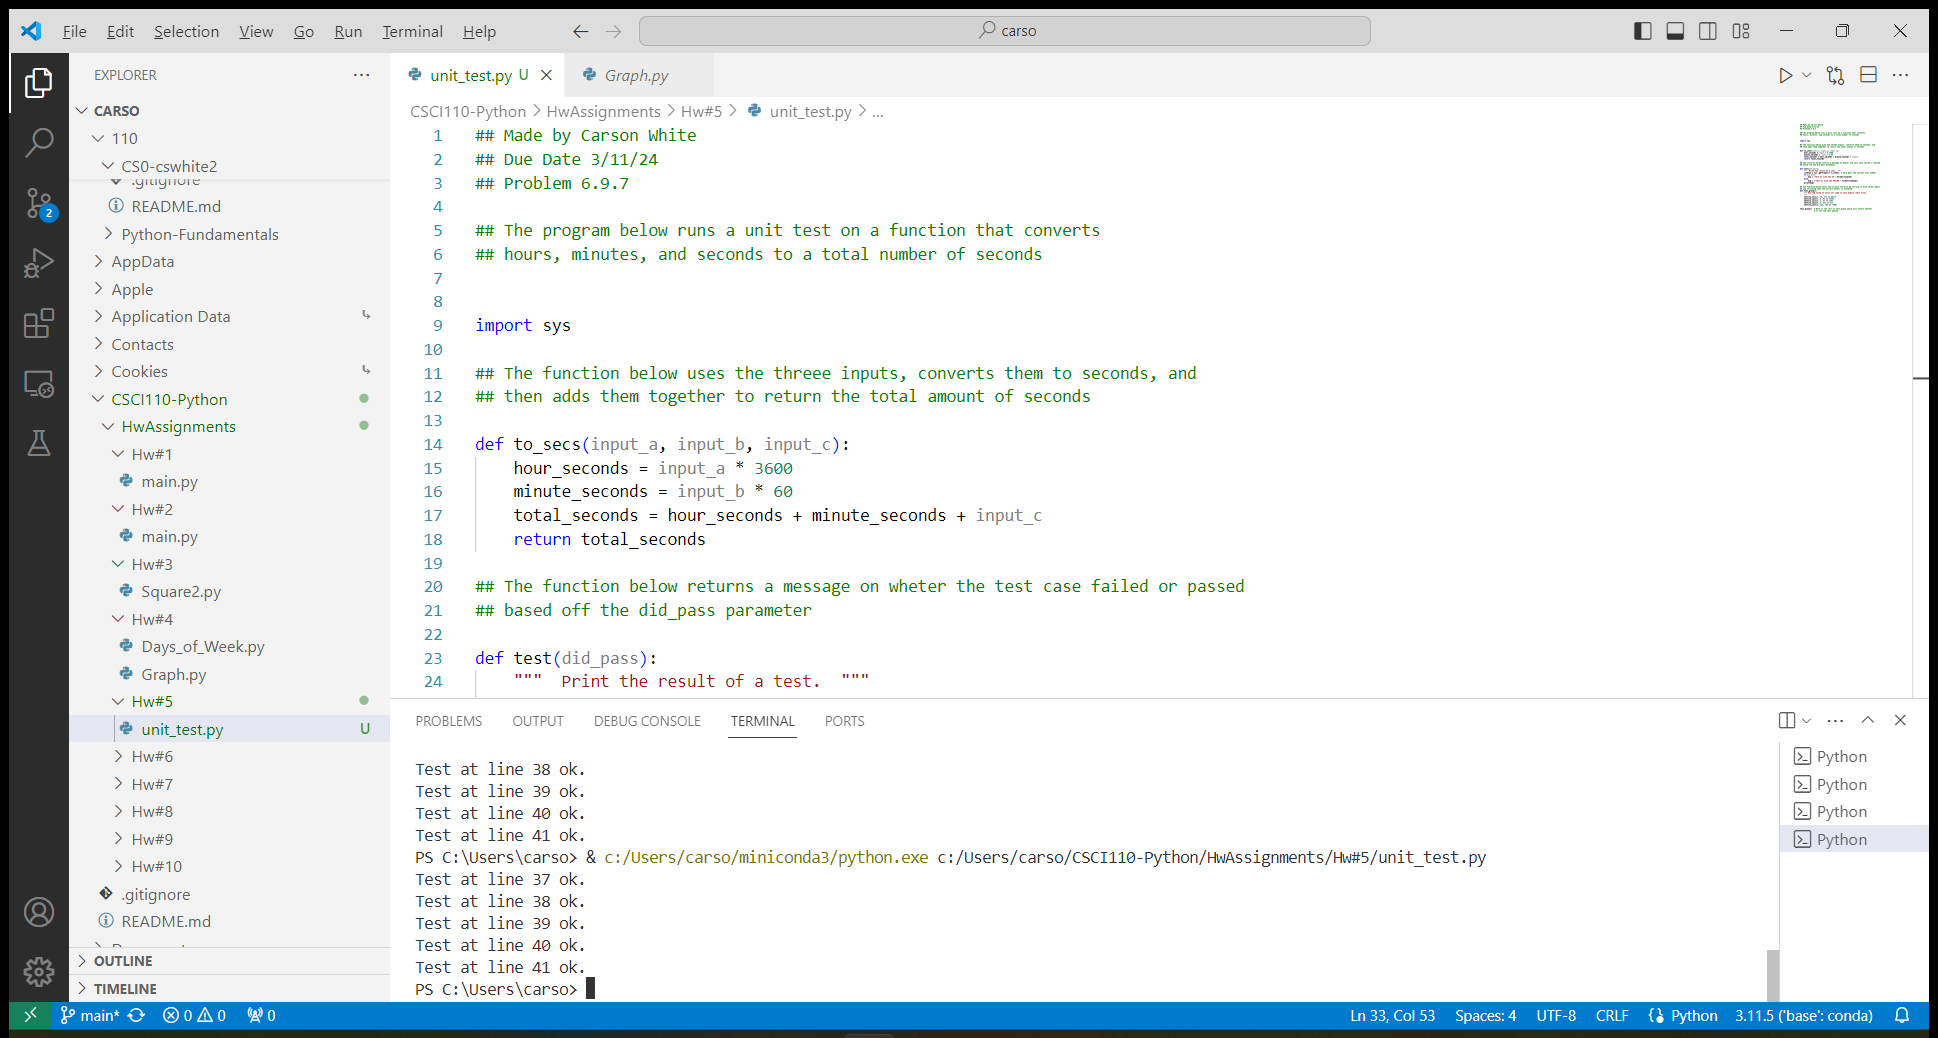 File Edit Selection View Go Run Terminal Help
carso
EXPLORER
CARSO
110
CS0-cswhite2
.gitignore
README.md
Python-Fundamentals
AppData
Apple
Application Data
Contacts
Cookies
CSCI110-Python
HwAssignments
Hw#1
main.py
Hw#2
main.py
Hw#3
Square2.py
Hw#4
Days_of_Week.py
Graph.py
Hw#5
unit_test.py U
Hw#6
Hw#7
Hw#8
Hw#9
Hw#10
.gitignore
README.md
OUTLINE
TIMELINE
2
unit_test.py U
Graph.py
CSCI110-Python > HwAssignments > Hw#5 > unit_test.py > ...
1 ## Made by Carson White
2 ## Due Date 3/11/24
3 ## Problem 6.9.7
4
5 ## The program below runs a unit test on a function that converts
6 ## hours, minutes, and seconds to a total number of seconds
7
8
9 import sys
10
11 ## The function below uses the threee inputs, converts them to seconds, and
12 ## then adds them together to return the total amount of seconds
13
14 def to_secs(input_a, input_b, input_c):
15 hour_seconds = input_a * 3600
16 minute_seconds = input_b * 60
17 total_seconds = hour_seconds + minute_seconds + input_c
18 return total_seconds
19
20 ## The function below returns a message on wheter the test case failed or passed
21 ## based off the did_pass parameter
22
23 def test(did_pass):
24 """ Print the result of a test. """
PROBLEMS OUTPUT DEBUG CONSOLE TERMINAL PORTS
Test at line 38 ok.
Test at line 39 ok.
Test at line 40 ok.
Test at line 41 ok.
PS C:\Users\carso> & c:/Users/carso/miniconda3/python.exe c:/Users/carso/CSCI110-Python/HwAssignments/Hw#5/unit_test.py
Test at line 37 ok.
Test at line 38 ok.
Test at line 39 ok.
Test at line 40 ok.
Test at line 41 ok.
PS C:\Users\carso>
Python
Python
Python
Python
main* 0 0 0
Ln 33, Col 53 Spaces: 4 UTF-8 CRLF Python 3.11.5 ('base': conda)